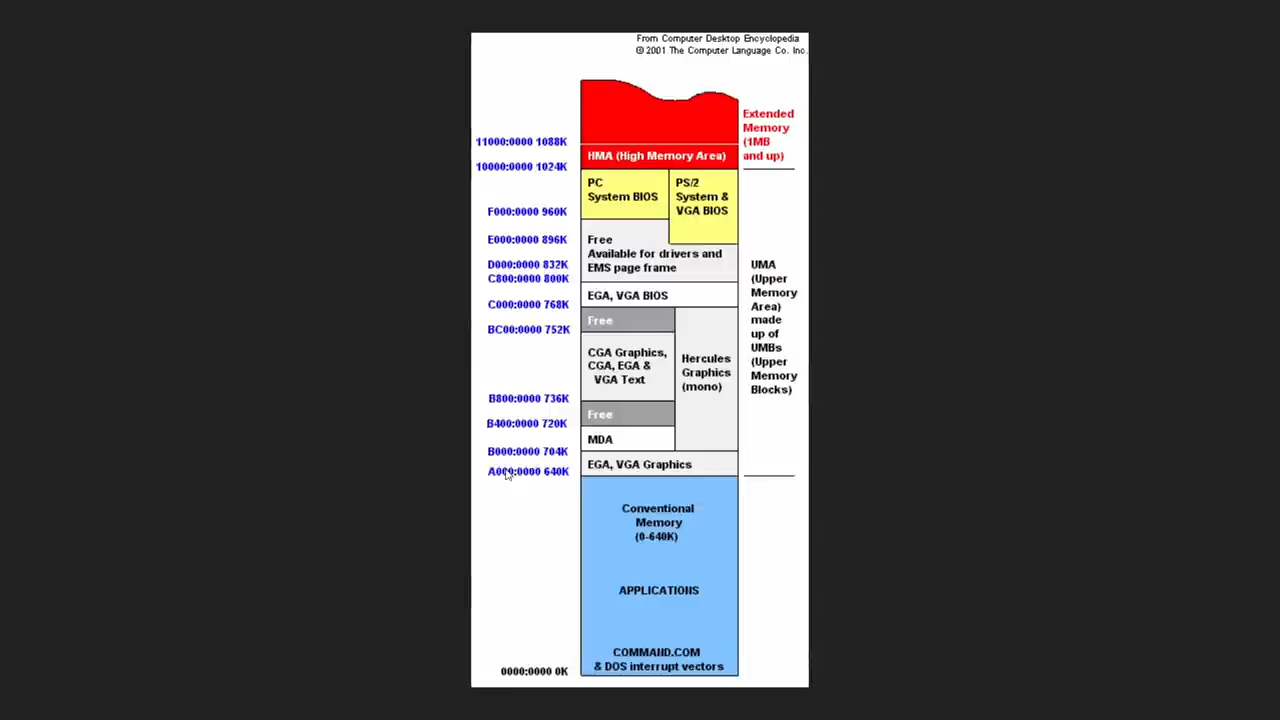 From Computer Desktop Encyclopedia
© 2001 The Computer Language Co. Inc.
Extended
Memory
(1MB
and up)
11000:0000 1088K
HMA (High Memory Area)
10000:0000 1024K
PC
System BIOS
PS/2
System &
VGA BIOS
F000:0000 960K
E000:0000 896K
Free
Available for drivers and
EMS page frame
D000:0000 832K
C800:0000 800K
UMA
(Upper
Memory
Area)
made
up of
UMBs
(Upper
Memory
Blocks)
EGA, VGA BIOS
C000:0000 768K
Free
BC00:0000 752K
CGA Graphics,
CGA, EGA &
VGA Text
Hercules
Graphics
(mono)
B800:0000 736K
Free
B400:0000 720K
MDA
B000:0000 704K
EGA, VGA Graphics
A000:0000 640K
Conventional
Memory
(0-640K)
APPLICATIONS
COMMAND.COM
& DOS interrupt vectors
0000:0000 0K